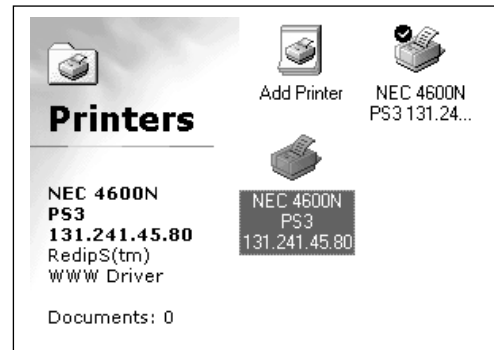 Printers
NEC 4600N
PS3
131.241.45.80
RedipS(tm)
WWW Driver
Documents: 0
Add Printer
NEC 4600N
PS3 131.24...
NEC 4600N
PS3
131.241.45.80